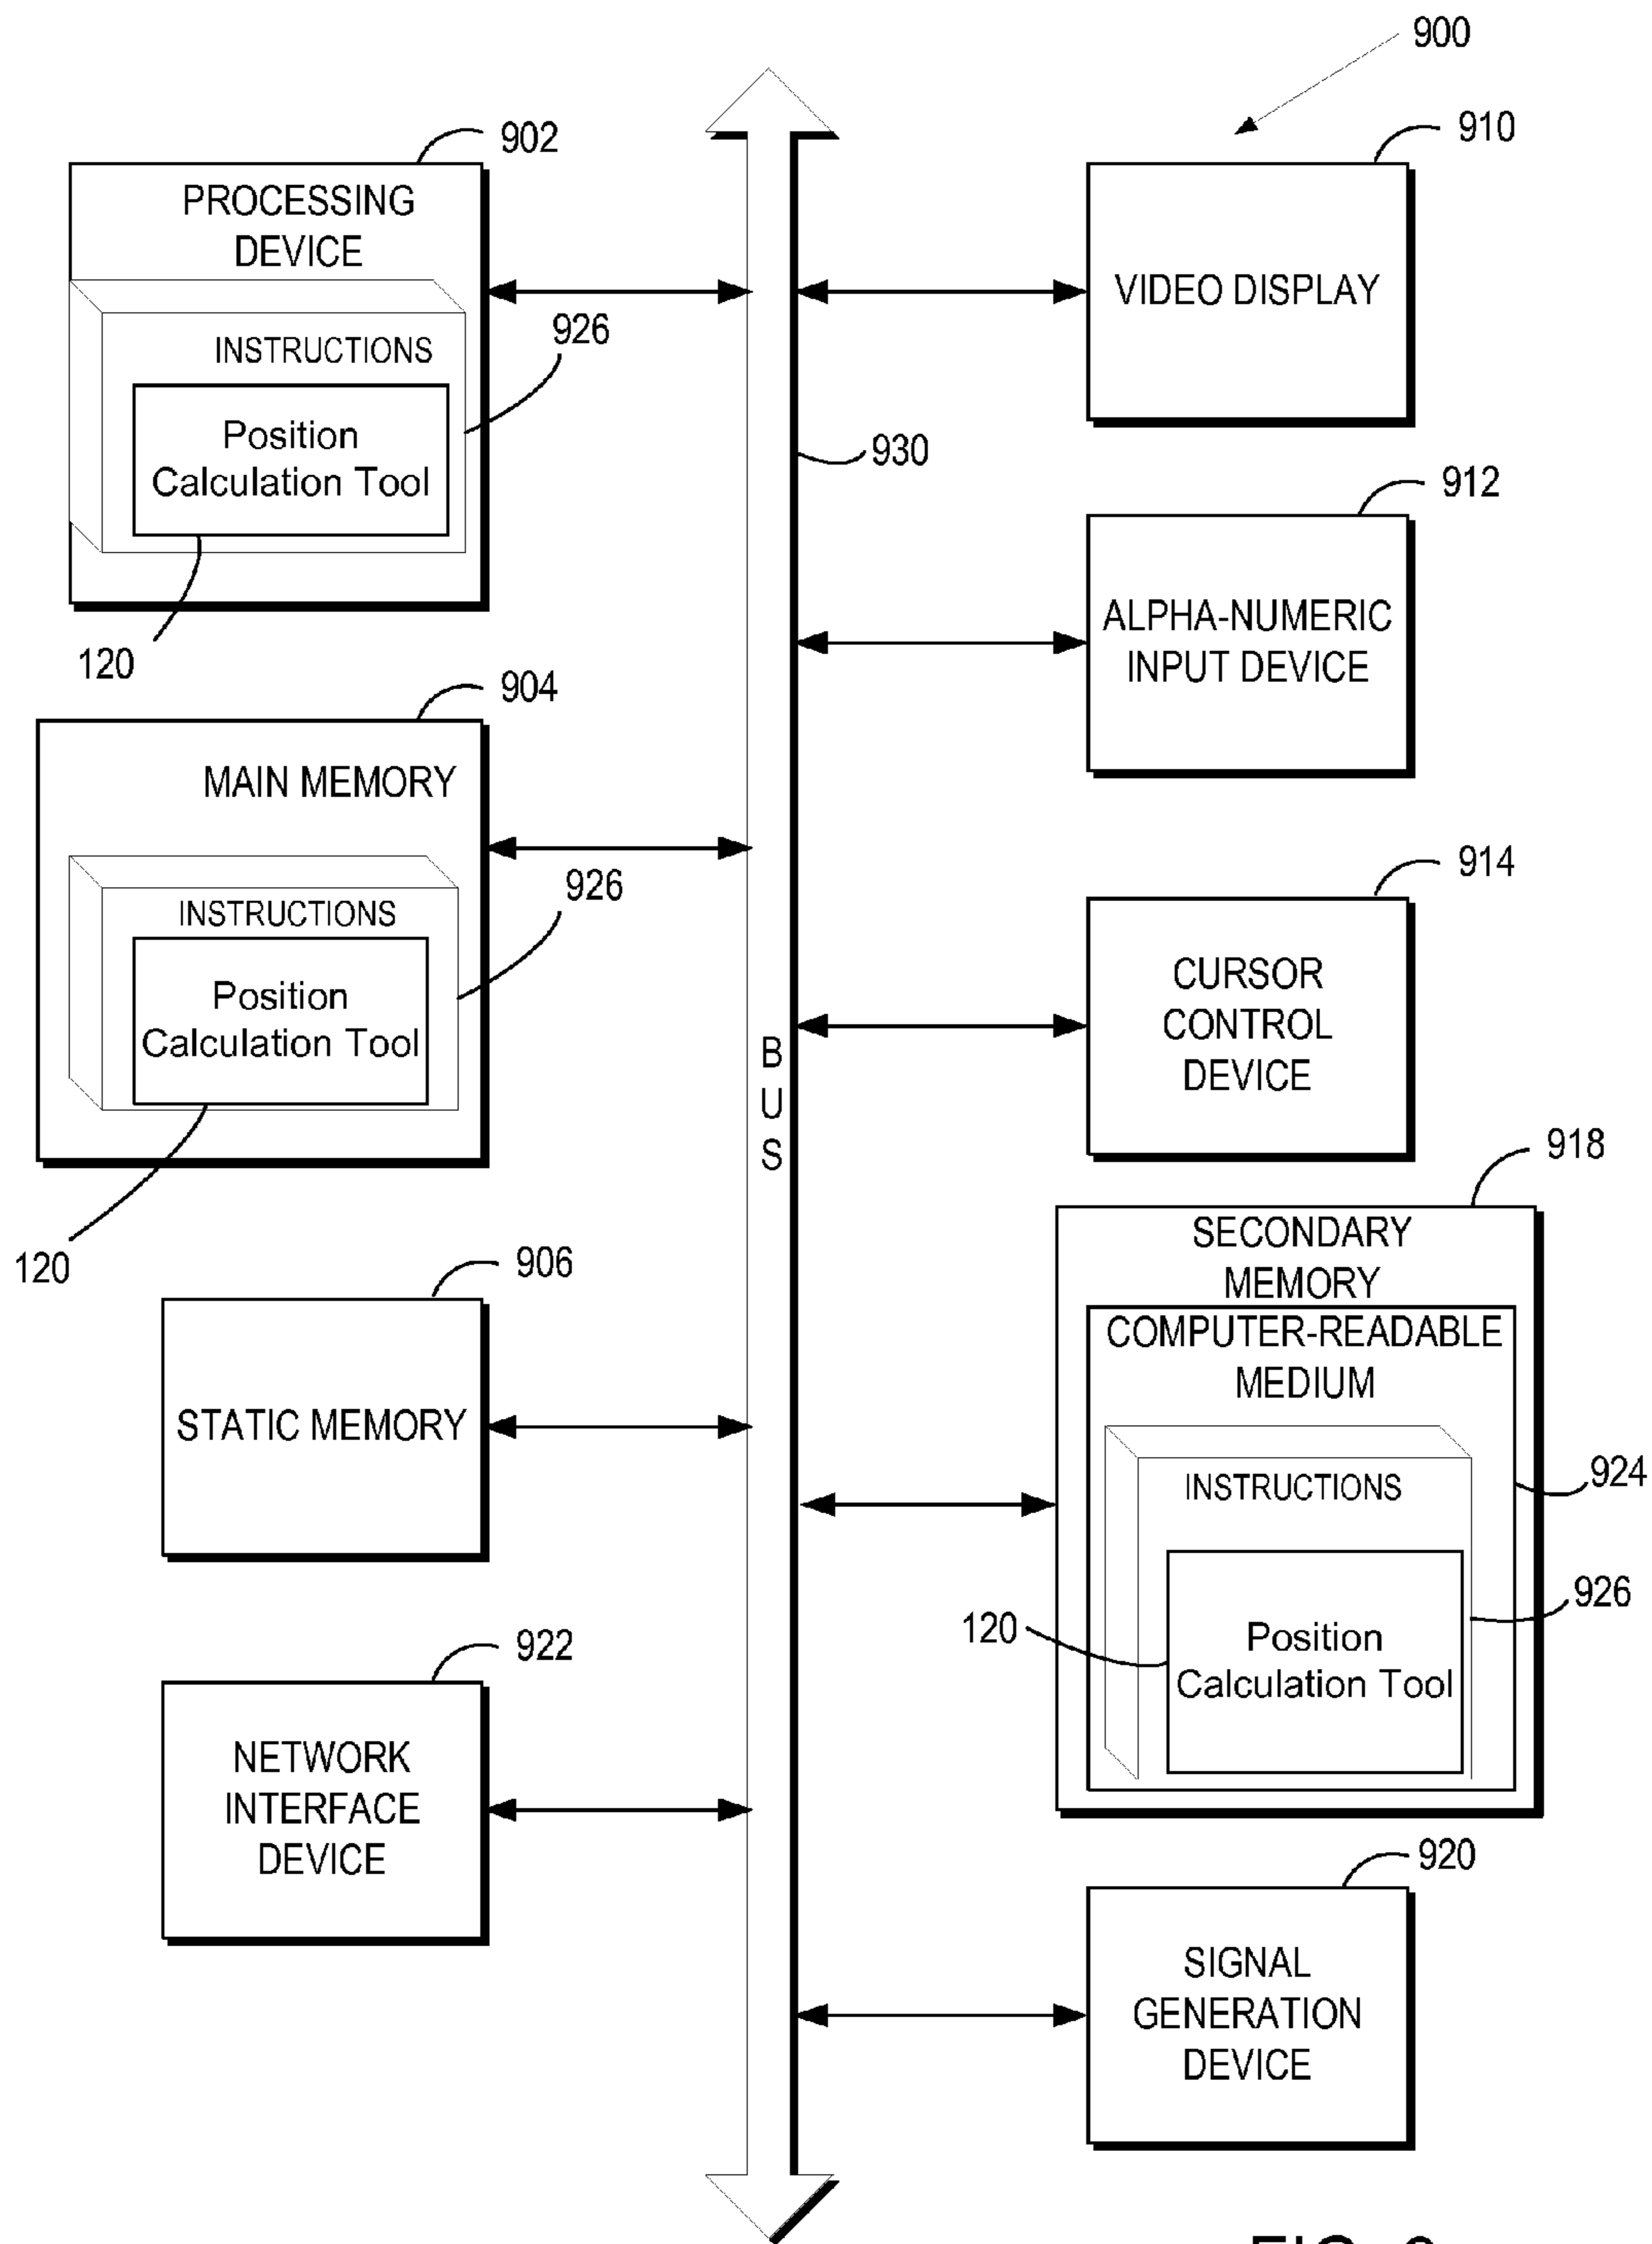 900
902
PROCESSING
DEVICE
INSTRUCTIONS
926
Position
Calculation Tool
120
904
MAIN MEMORY
INSTRUCTIONS
926
Position
Calculation Tool
120
906
STATIC MEMORY
922
NETWORK
INTERFACE
DEVICE
930
B
U
S
910
VIDEO DISPLAY
912
ALPHA-NUMERIC
INPUT DEVICE
914
CURSOR
CONTROL
DEVICE
918
SECONDARY
MEMORY
COMPUTER-READABLE
MEDIUM
INSTRUCTIONS
924
926
120
Position
Calculation Tool
920
SIGNAL
GENERATION
DEVICE